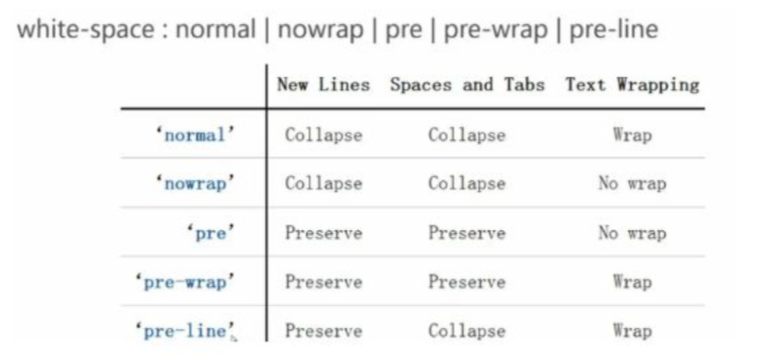 white-space : normal | nowrap | pre | pre-wrap | pre-line
New Lines Spaces and Tabs Text Wrapping
‘normal’ Collapse Collapse Wrap
‘nowrap’ Collapse Collapse No wrap
‘pre’ Preserve Preserve No wrap
‘pre-wrap’ Preserve Preserve Wrap
‘pre-line’ Preserve Collapse Wrap